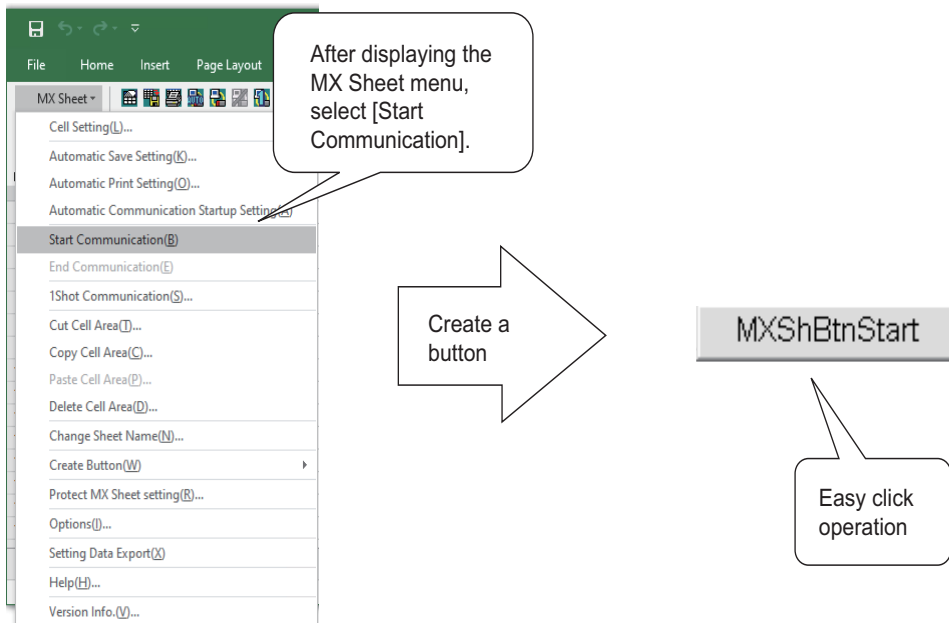 File Home Insert Page Layout
MX Sheet
Cell Setting(L)...
Automatic Save Setting(K)...
Automatic Print Setting(O)...
Automatic Communication Startup Setting(A)
Start Communication(B)
End Communication(E)
1Shot Communication(S)...
Cut Cell Area(T)...
Copy Cell Area(C)...
Paste Cell Area(P)...
Delete Cell Area(D)...
Change Sheet Name(N)...
Create Button(W)
Protect MX Sheet setting(R)...
Options(I)...
Setting Data Export(X)
Help(H)...
Version Info.(V)...
After displaying the
MX Sheet menu,
select [Start
Communication].
Create a
button
MXShBtnStart
Easy click
operation